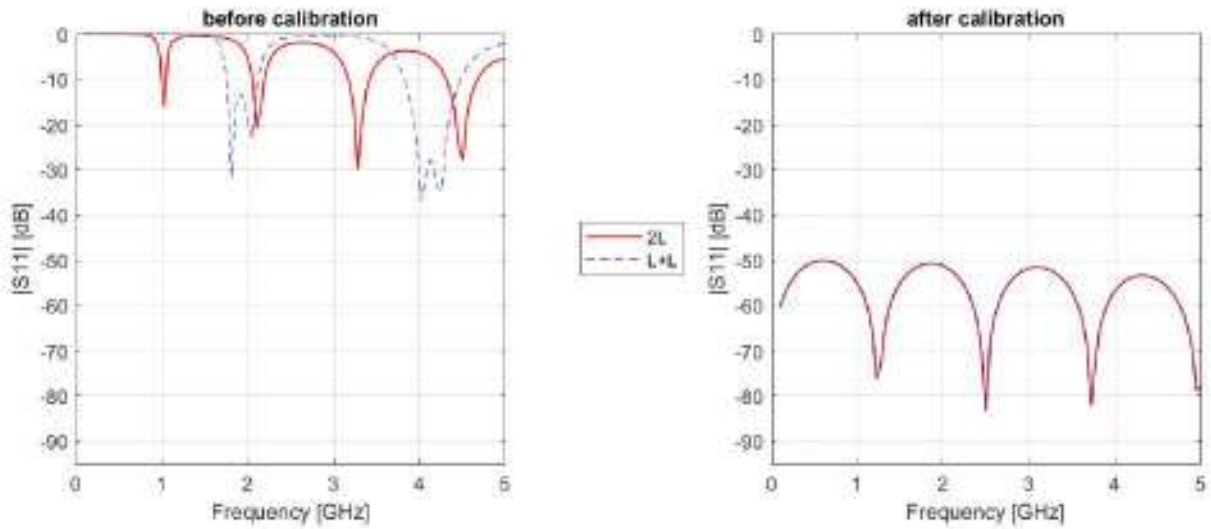 before calibration
0
-10
-20
-30
-40
-50
-60
-70
-80
-90
|S11| [dB]
0 1 2 3 4 5
Frequency [GHz]
2L
L+L
after calibration
0
-10
-20
-30
-40
-50
-60
-70
-80
-90
|S11| [dB]
0 1 2 3 4 5
Frequency [GHz]